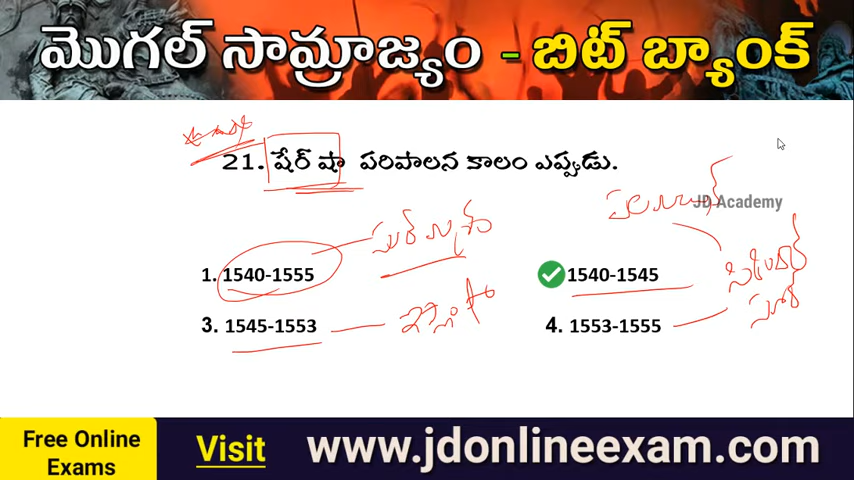 మొగల్ సామ్రాజ్యం - బిట్ బ్యాంక్
21. షేర్ షా పరిపాలన కాలం ఎప్వుడు.
JD Academy
1. 1540-1555
1540-1545
3. 1545-1553
4. 1553-1555
Free Online
Exams
Visit
www.jdonlineexam.com